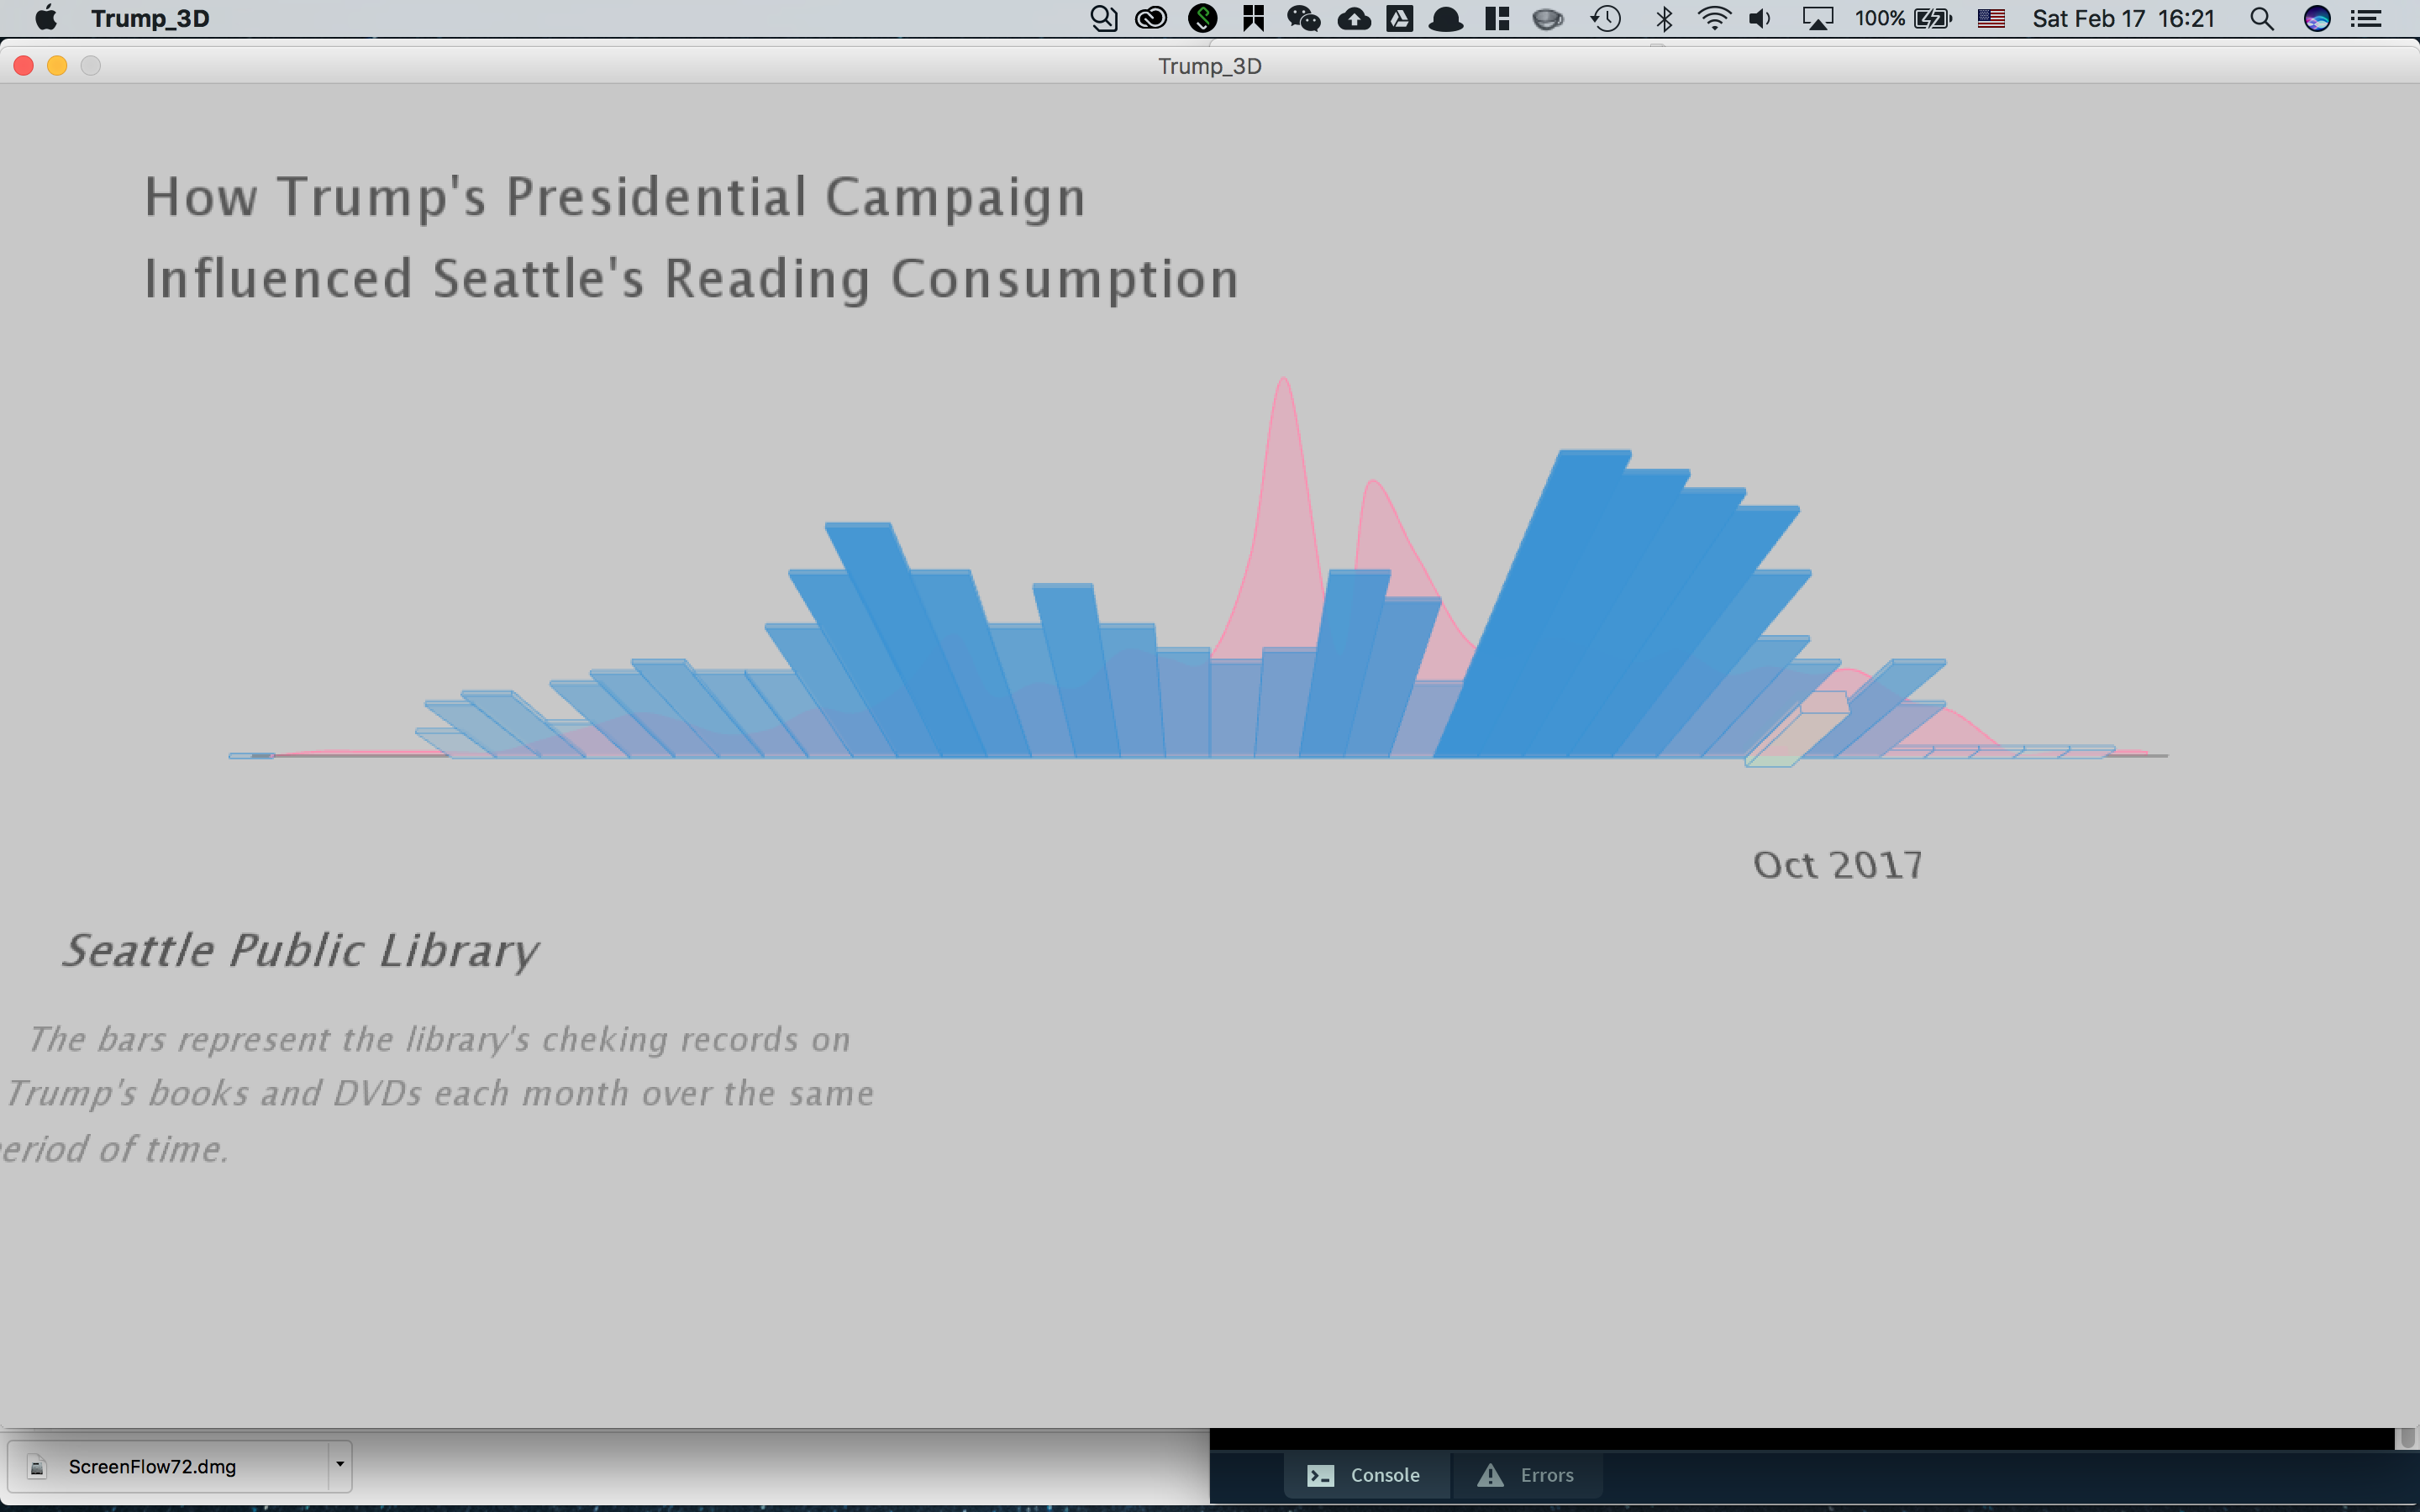 Trump_3D
100%
Sat Feb 17 16:21
Trump_3D
How Trump's Presidential Campaign
Influenced Seattle's Reading Consumption
Oct 2017
Seattle Public Library
The bars represent the library's cheking records on
Trump's books and DVDs each month over the same
eriod of time.
ScreenFlow72.dmg
Console
Errors